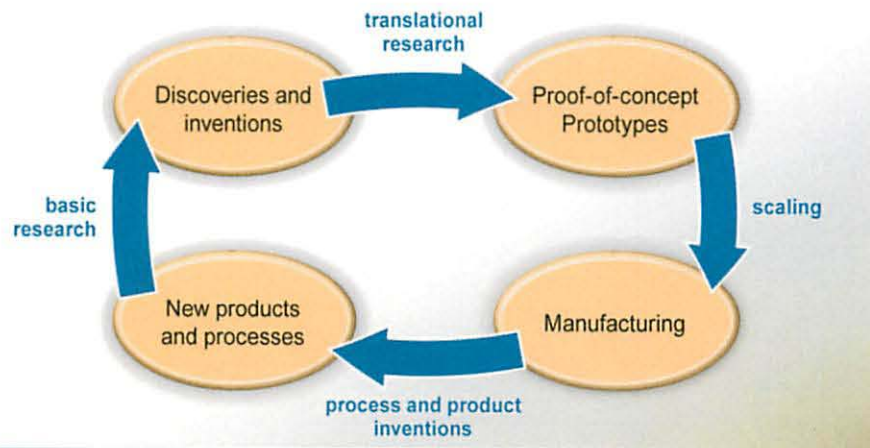 translational
research
Discoveries and
inventions
Proof-of-concept
Prototypes
basic
research
scaling
New products
and processes
Manufacturing
process and product
inventions